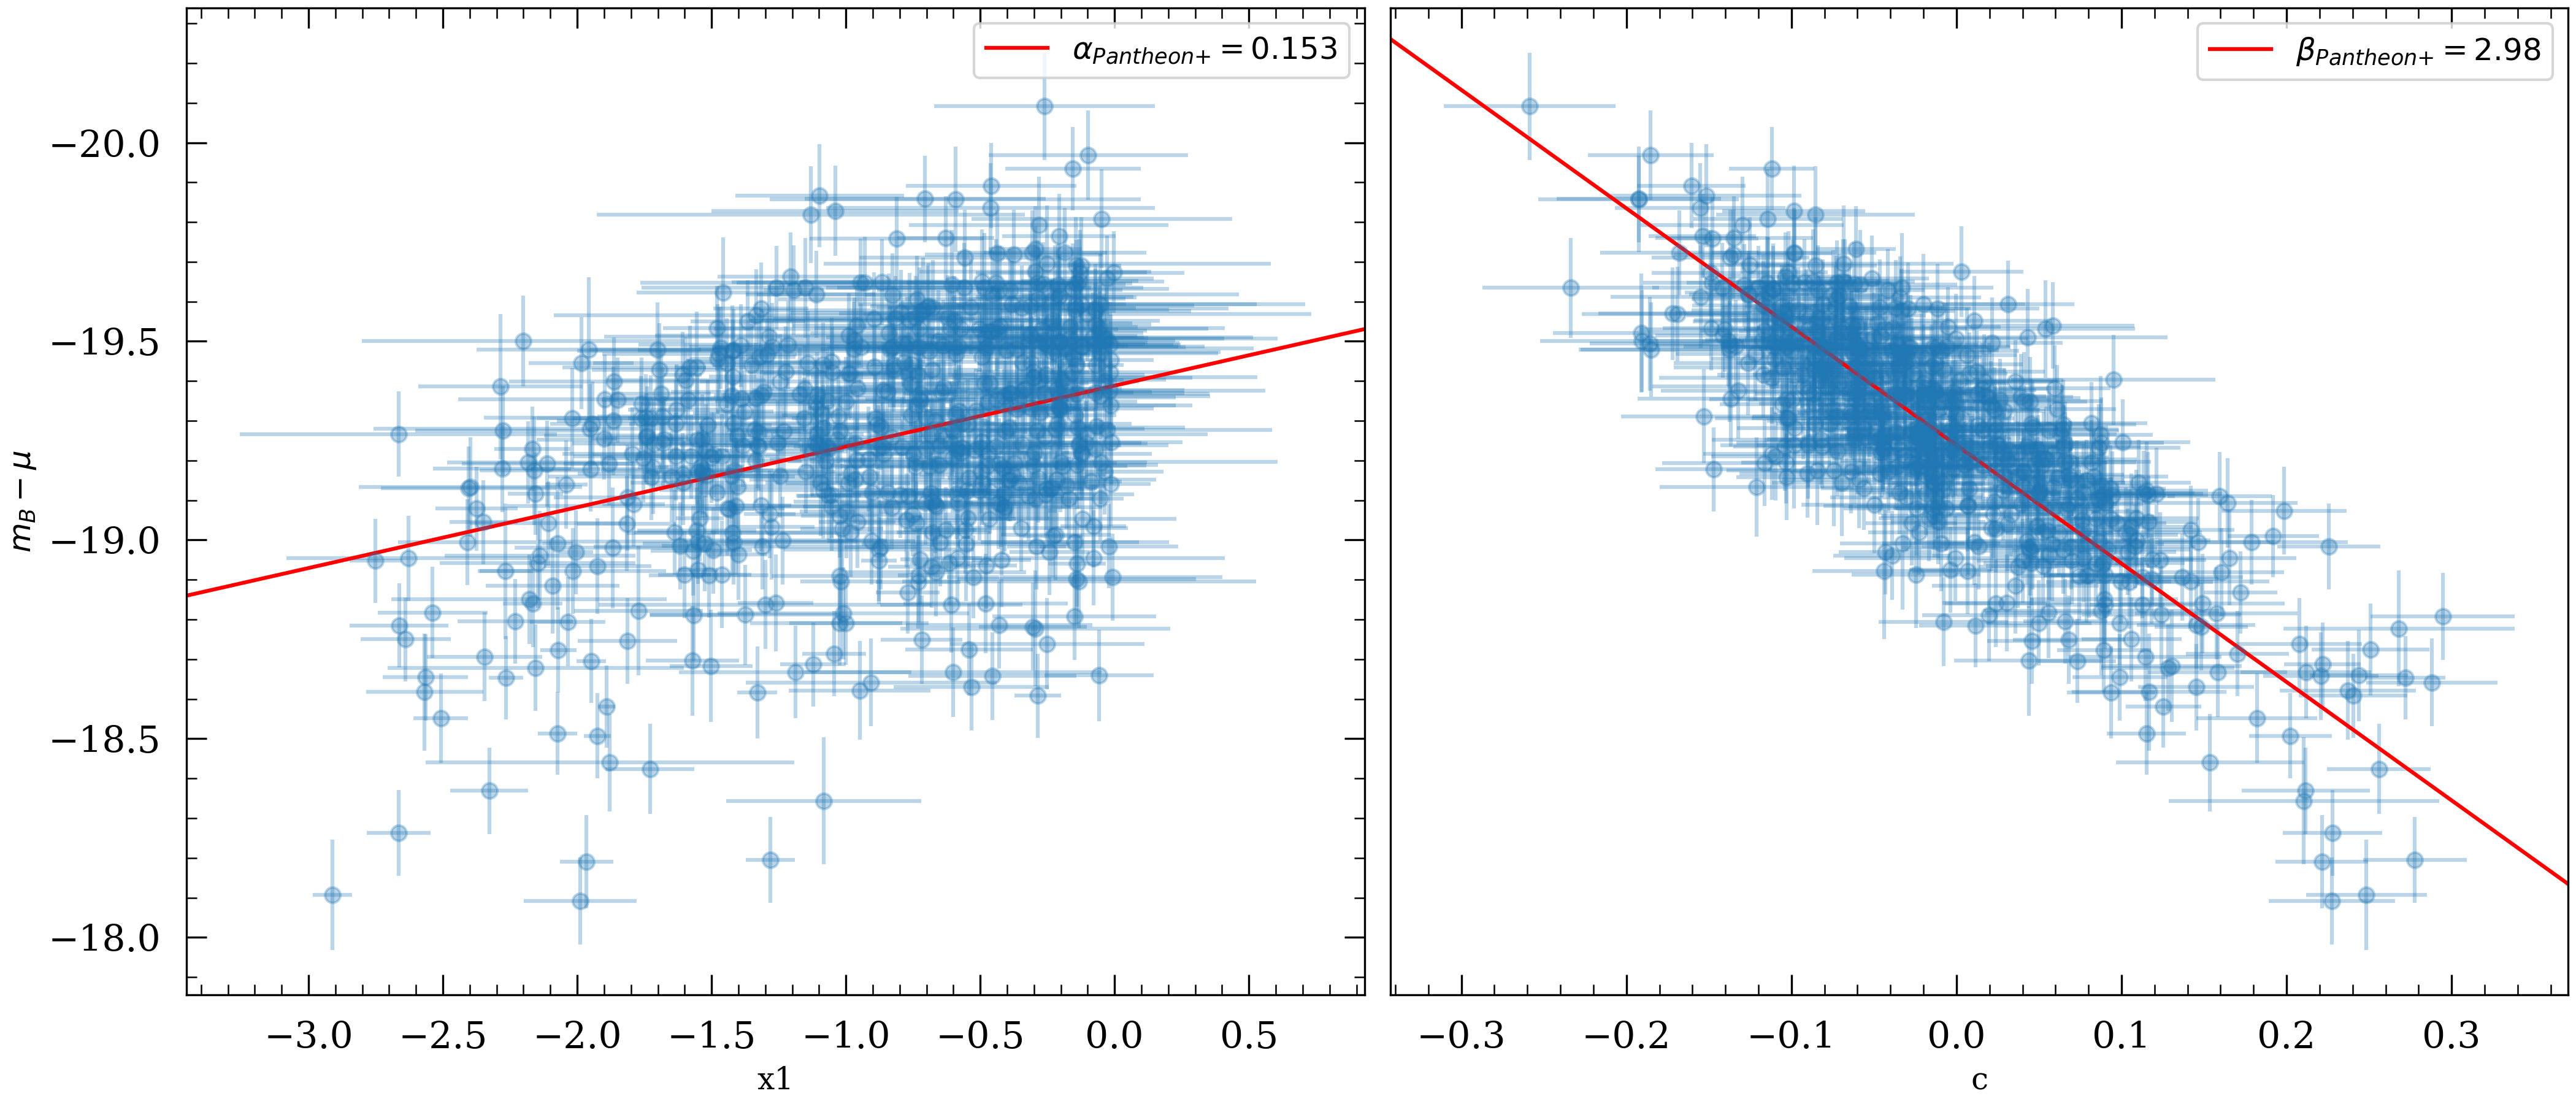 α_Pantheon+ = 0.153
β_Pantheon+ = 2.98
m_B − μ
−20.0
−19.5
−19.0
−18.5
−18.0
−3.0 −2.5 −2.0 −1.5 −1.0 −0.5 0.0 0.5
−0.3 −0.2 −0.1 0.0 0.1 0.2 0.3
x1
c